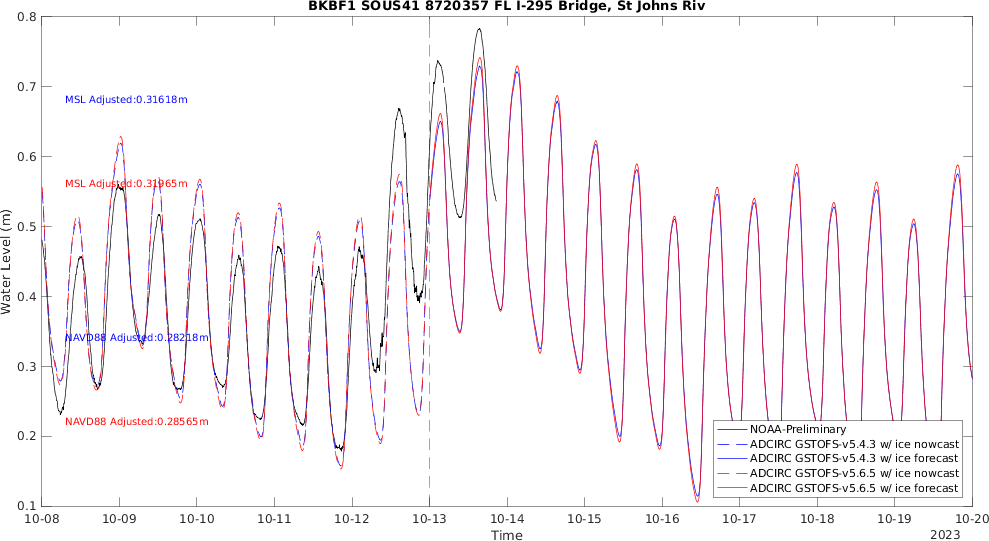 BKBF1 SOUS41 8720357 FL I-295 Bridge, St Johns Riv
0.8
0.7
0.6
0.5
0.4
0.3
0.2
0.1
Water Level (m)
MSL Adjusted:0.31618m
MSL Adjusted:0.31965m
NAVD88 Adjusted:0.28218m
NAVD88 Adjusted:0.28565m
NOAA-Preliminary
ADCIRC GSTOFS-v5.4.3 w/ ice nowcast
ADCIRC GSTOFS-v5.4.3 w/ ice forecast
ADCIRC GSTOFS-v5.6.5 w/ ice nowcast
ADCIRC GSTOFS-v5.6.5 w/ ice forecast
10-08 10-09 10-10 10-11 10-12 10-13 10-14 10-15 10-16 10-17 10-18 10-19 10-20
Time
2023